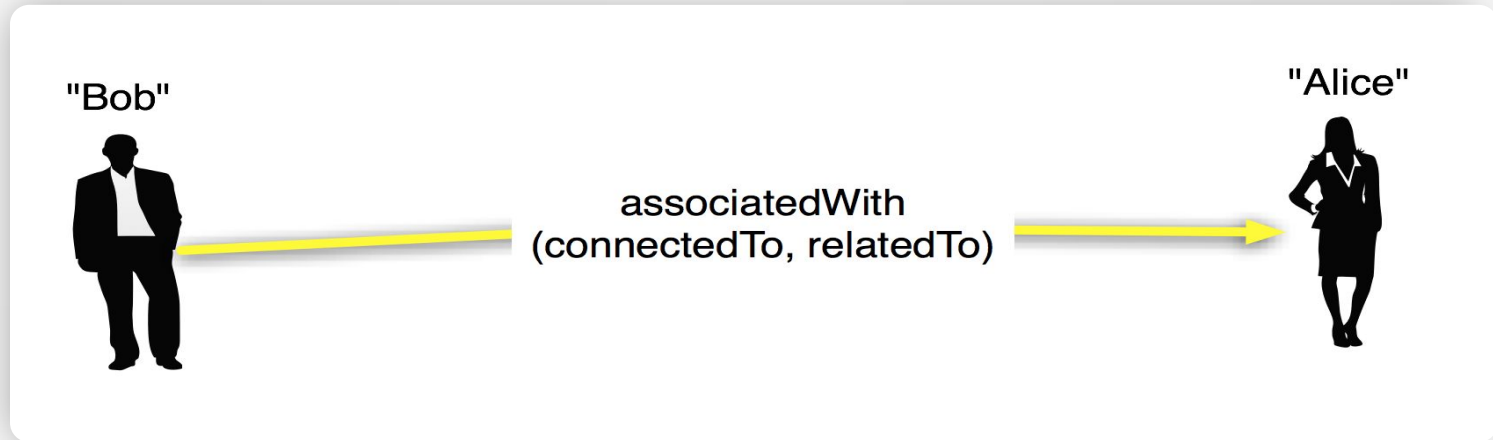 "Bob"
"Alice"
associatedWith
(connectedTo, relatedTo)